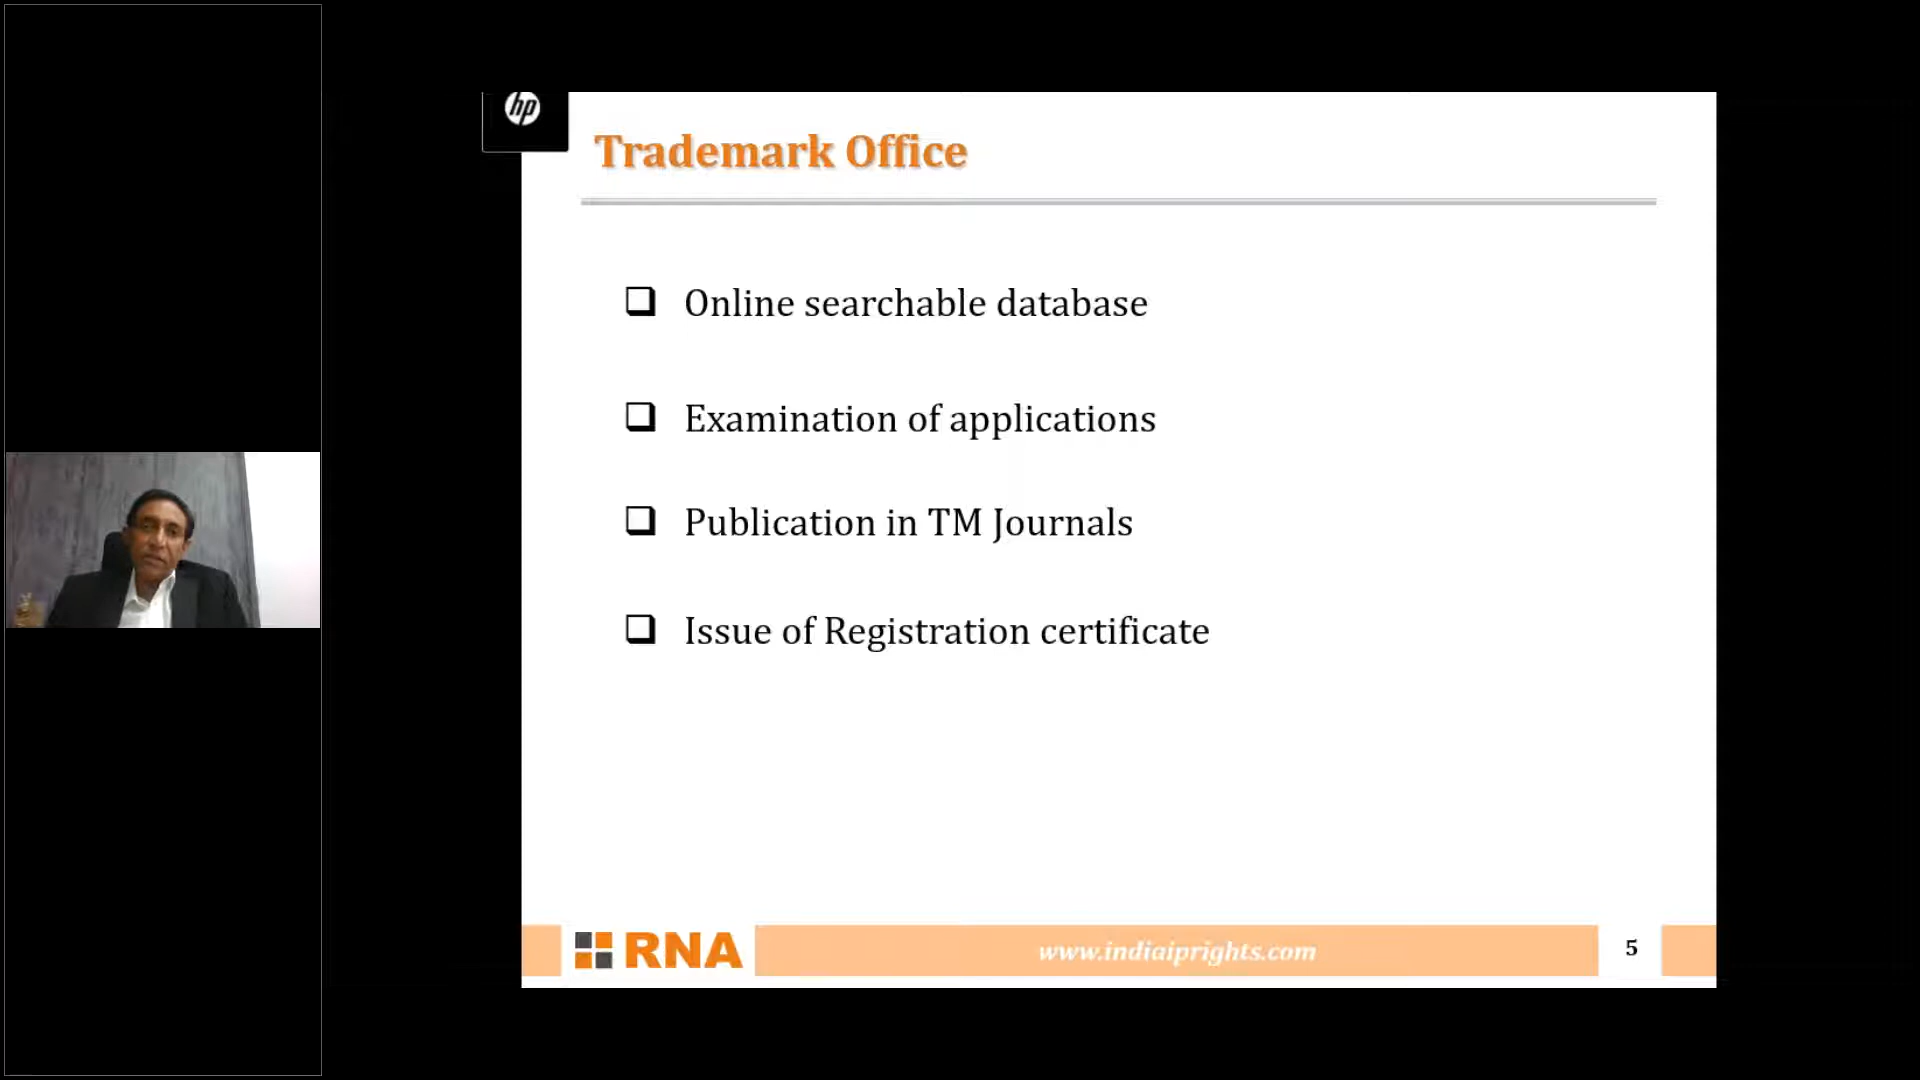 hp
Trademark Office
Online searchable database
Examination of applications
Publication in TM Journals
Issue of Registration certificate
RNA
www.indiaiprights.com
5